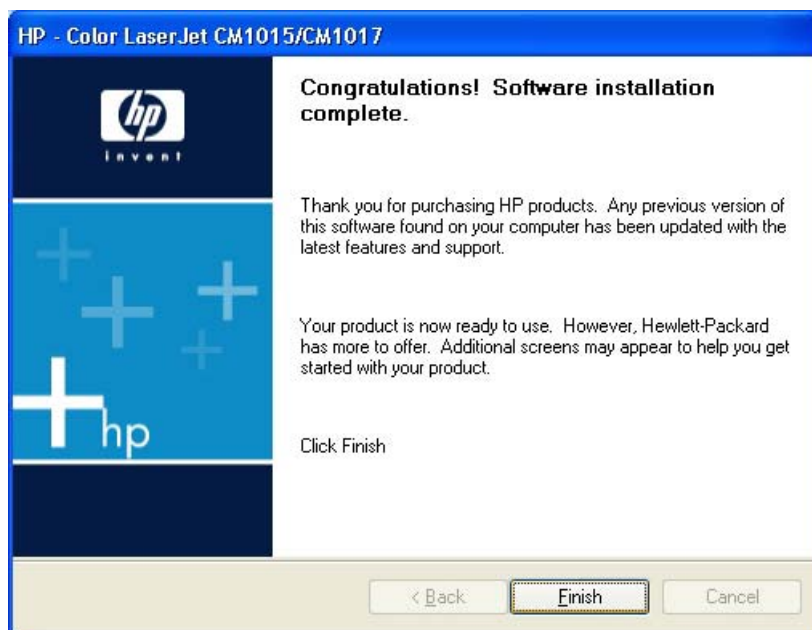 HP - Color LaserJet CM1015/CM1017
hp
invent
Congratulations!  Software installation
complete.
Thank you for purchasing HP products.  Any previous version of
this software found on your computer has been updated with the
latest features and support.
Your product is now ready to use.  However, Hewlett-Packard
has more to offer.  Additional screens may appear to help you get
started with your product.
hp
Click Finish
< Back
Finish
Cancel